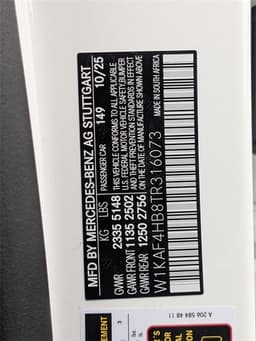 MFD BY MERCEDES-BENZ AG STUTTGART
PASSENGER CAR 149 10/25
KG LBS THIS VEHICLE CONFORMS TO ALL APPLICABLE
GVWR 2335 5148 U.S. FEDERAL MOTOR VEHICLE SAFETY, BUMPER
GAWR FRONT 1135 2502 AND THEFT PREVENTION STANDARDS IN EFFECT
GAWR REAR 1250 2756 ON THE DATE OF MANUFACTURE SHOWN ABOVE
W1KAF4HB8TR316073
MADE IN SOUTH AFRICA
A 206 584 48 11